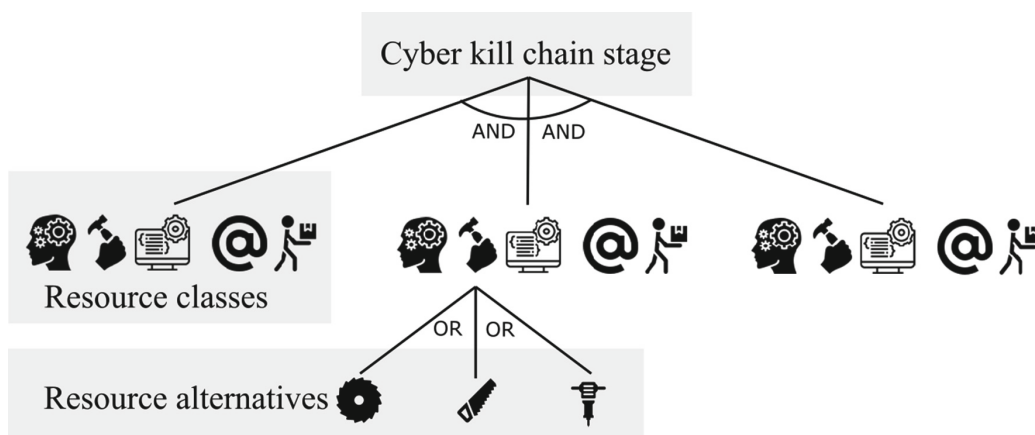 Cyber kill chain stage
AND AND
Resource classes
OR OR
Resource alternatives